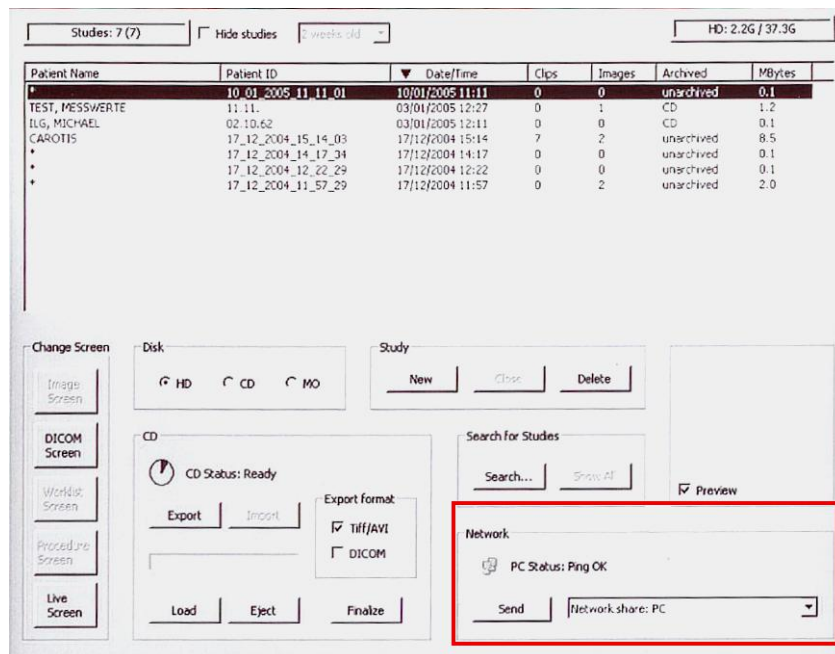 Studies: 7 (7) Hide studies 2 weeks old HD: 2.2G / 37.3G
Patient Name Patient ID Date/Time Clips Images Archived MBytes
* 10_01_2005_11_11_01 10/01/2005 11:11 0 0 unarchived 0.1
TEST, MESSWERTE 11.11. 03/01/2005 12:27 0 1 CD 1.2
ILG, MICHAEL 02.10.62 03/01/2005 12:11 0 0 CD 0.1
CAROTIS 17_12_2004_15_14_03 17/12/2004 15:14 7 2 unarchived 8.5
* 17_12_2004_14_17_34 17/12/2004 14:17 0 0 unarchived 0.1
* 17_12_2004_12_22_29 17/12/2004 12:22 0 0 unarchived 0.1
* 17_12_2004_11_57_29 17/12/2004 11:57 0 2 unarchived 2.0
Change Screen
Image
Screen
DICOM
Screen
Worklist
Screen
Procedure
Screen
Live
Screen
Disk
HD CD MO
Study
New Close Delete
CD
CD Status: Ready
Export Import
Export format
Tiff/AVI
DICOM
Load Eject Finalize
Search for Studies
Search... Show All
Preview
Network
PC Status: Ping OK
Send Network share: PC